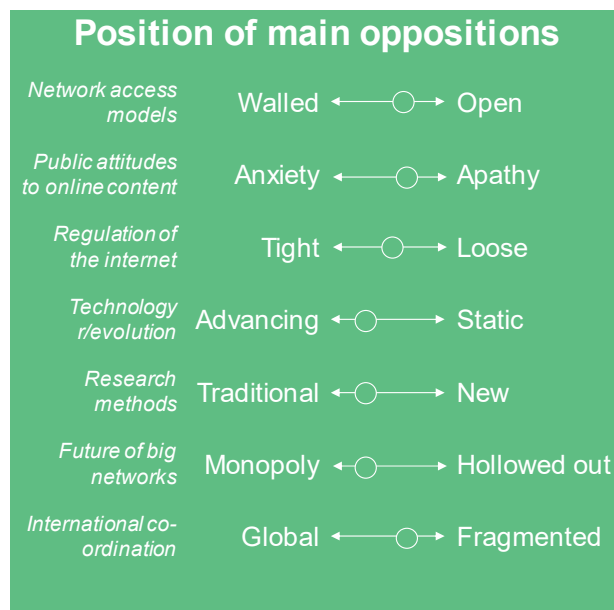 Position of main oppositions
Network access
models
Walled
Open
Public attitudes
to online content
Anxiety
Apathy
Regulation of
the internet
Tight
Loose
Technology
r/evolution
Advancing
Static
Research
methods
Traditional
New
Future of big
networks
Monopoly
Hollowed out
International co-
ordination
Global
Fragmented